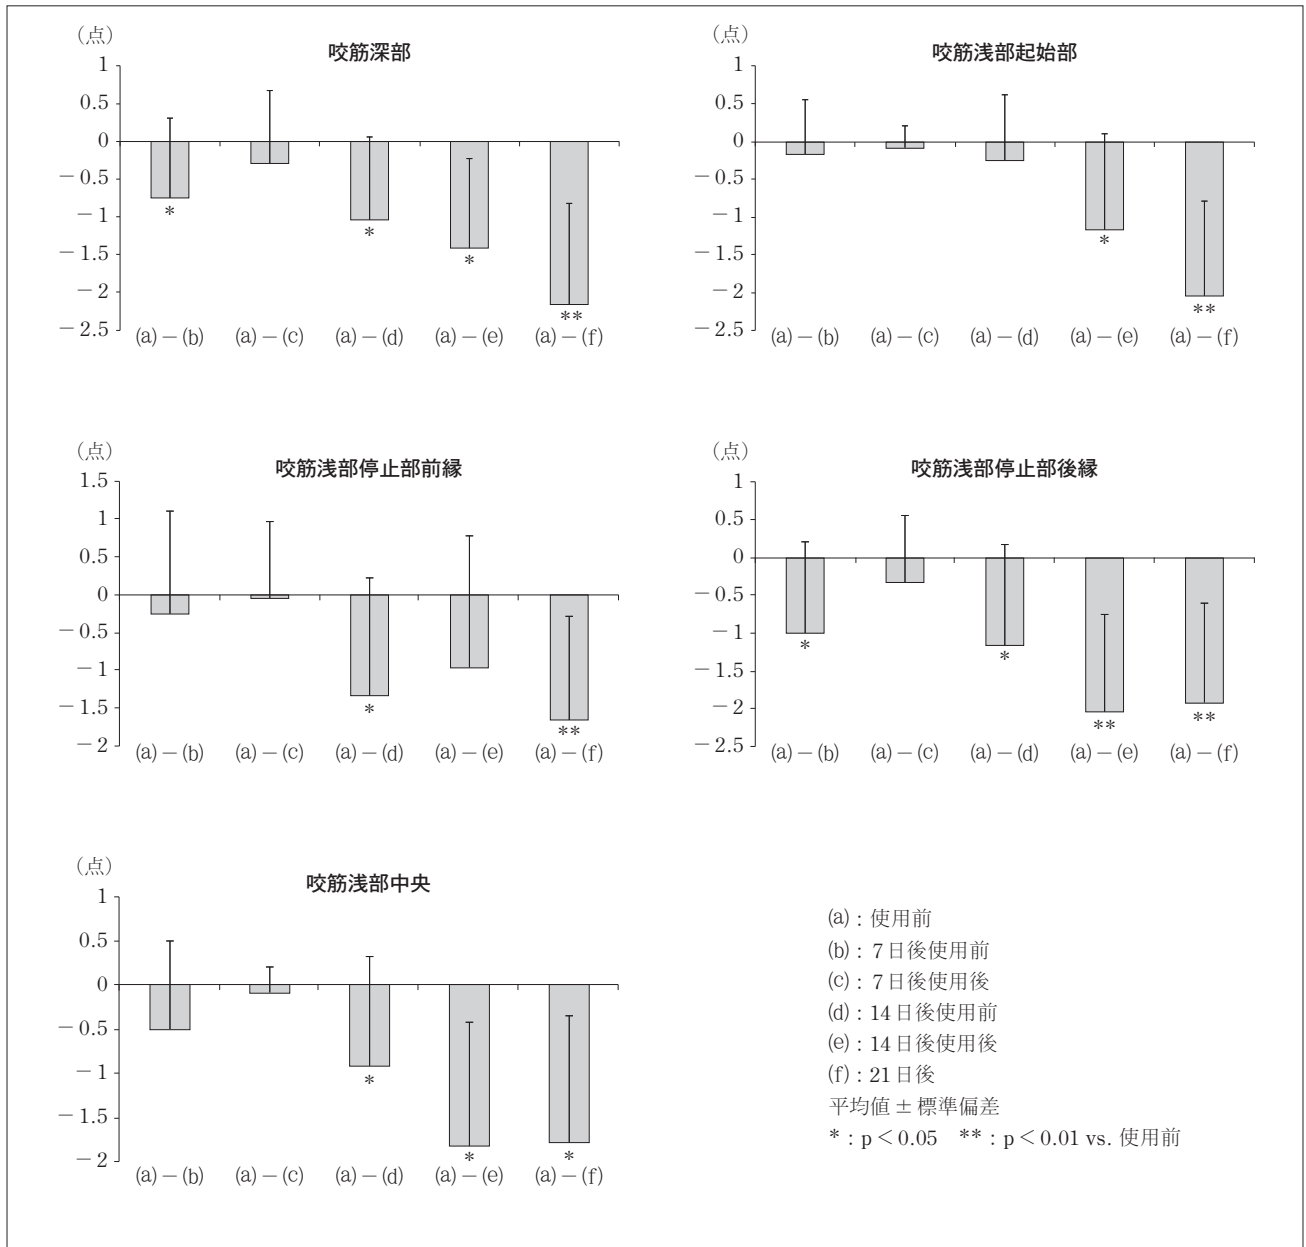 （点）
咬筋深部
1
0.5
0
－0.5
－1
－1.5
－2
－2.5
*
*
*
**
(a)－(b)
(a)－(c)
(a)－(d)
(a)－(e)
(a)－(f)
（点）
咬筋浅部起始部
1
0.5
0
－0.5
－1
－1.5
－2
－2.5
*
**
(a)－(b)
(a)－(c)
(a)－(d)
(a)－(e)
(a)－(f)
（点）
咬筋浅部停止部前縁
1.5
1
0.5
0
－0.5
－1
－1.5
－2
*
**
(a)－(b)
(a)－(c)
(a)－(d)
(a)－(e)
(a)－(f)
（点）
咬筋浅部停止部後縁
1
0.5
0
－0.5
－1
－1.5
－2
－2.5
*
*
**
**
(a)－(b)
(a)－(c)
(a)－(d)
(a)－(e)
(a)－(f)
（点）
咬筋浅部中央
1
0.5
0
－0.5
－1
－1.5
－2
*
*
*
(a)－(b)
(a)－(c)
(a)－(d)
(a)－(e)
(a)－(f)
(a)：使用前
(b)：7日後使用前
(c)：7日後使用後
(d)：14日後使用前
(e)：14日後使用後
(f)：21日後
平均値 ± 標準偏差
*：p＜0.05　**：p＜0.01 vs. 使用前